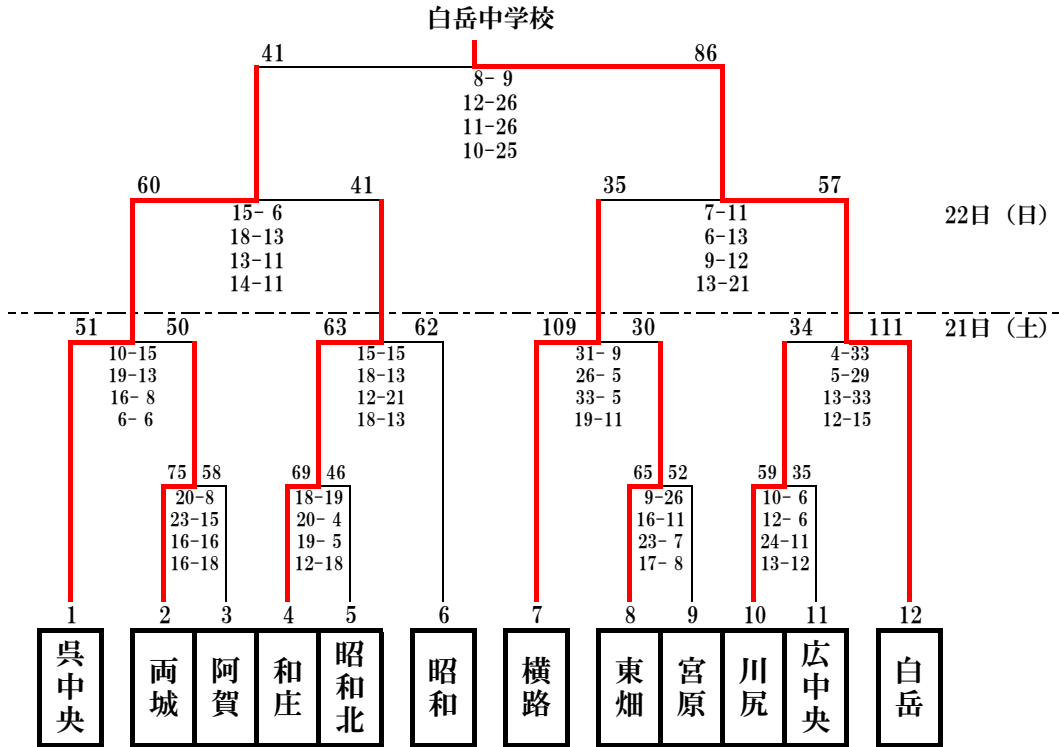 白岳中学校
41 86
8- 9
12-26
11-26
10-25
60 41 35 57
15- 6
18-13
13-11
14-11
7-11
6-13
9-12
13-21
22日（日）
21日（土）
51 50 63 62 109 30 34 111
10-15
19-13
16- 8
6- 6
15-15
18-13
12-21
18-13
31- 9
26- 5
33- 5
19-11
4-33
5-29
13-33
12-15
75 58 69 46 65 52 59 35
20-8
23-15
16-16
16-18
18-19
20- 4
19- 5
12-18
9-26
16-11
23- 7
17- 8
10- 6
12- 6
24-11
13-12
1 2 3 4 5 6 7 8 9 10 11 12
呉中央
両城
阿賀
和庄
昭和北
昭和
横路
東畑
宮原
川尻
広中央
白岳